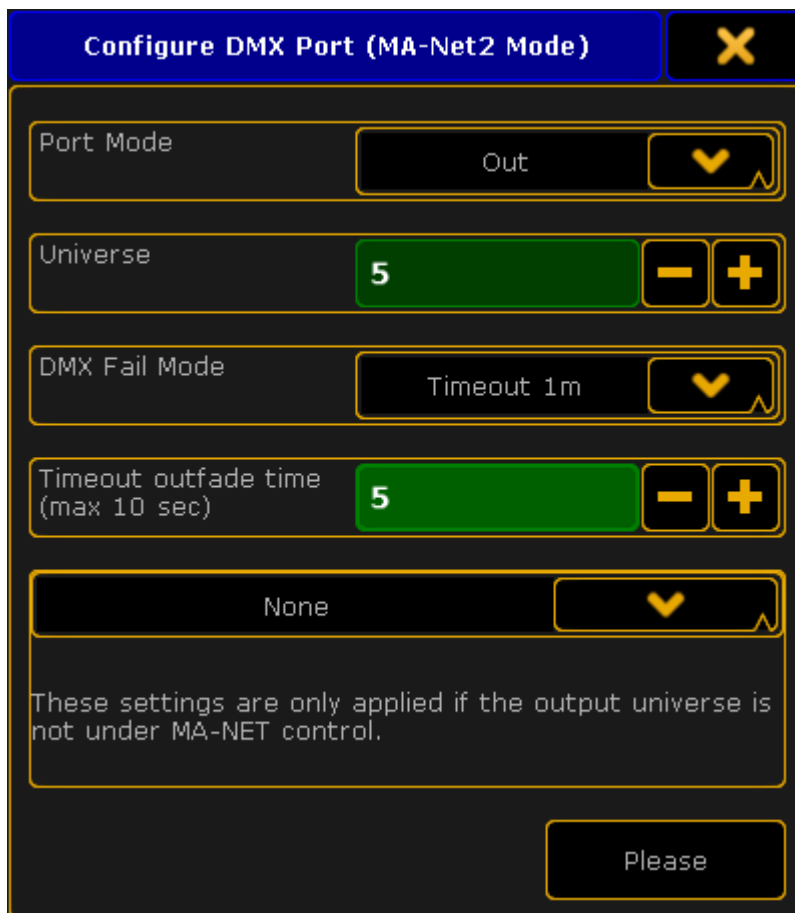 Configure DMX Port (MA-Net2 Mode)
Port Mode
Out
Universe
5
DMX Fail Mode
Timeout 1m
Timeout outfade time
(max 10 sec)
5
None
These settings are only applied if the output universe is
not under MA-NET control.
Please